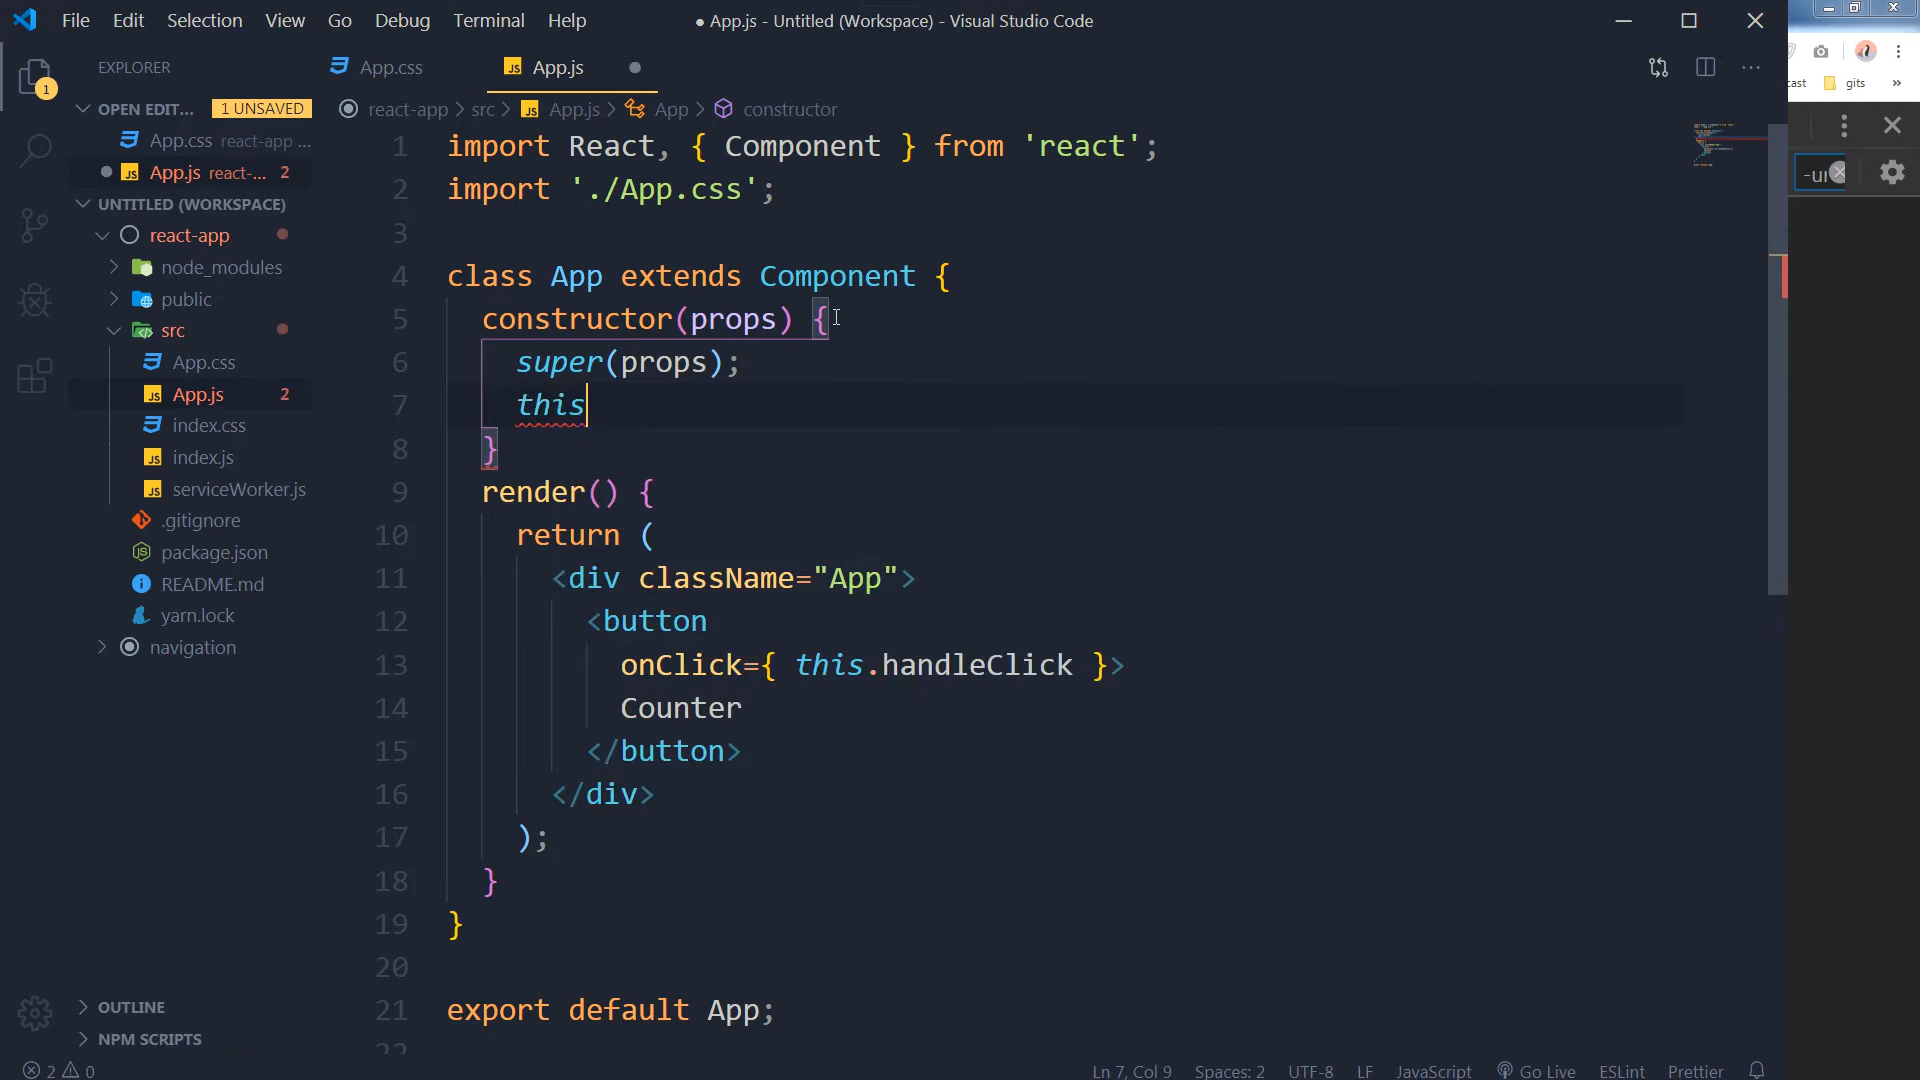 File Edit Selection View Go Debug Terminal Help
● App.js - Untitled (Workspace) - Visual Studio Code
EXPLORER
OPEN EDIT... 1 UNSAVED
App.css react-app ...
App.js react-... 2
UNTITLED (WORKSPACE)
react-app
node_modules
public
src
App.css
App.js 2
index.css
index.js
serviceWorker.js
.gitignore
package.json
README.md
yarn.lock
navigation
OUTLINE
NPM SCRIPTS
1
App.css App.js
react-app > src > App.js > App > constructor
1 import React, { Component } from 'react';
2 import './App.css';
3
4 class App extends Component {
5 constructor(props) {
6 super(props);
7 this
8 }
9 render() {
10 return (
11 <div className="App">
12 <button
13 onClick={ this.handleClick }>
14 Counter
15 </button>
16 </div>
17 );
18 }
19 }
20
21 export default App;
22
cast gits »
-ur
2 0
Ln 7, Col 9 Spaces: 2 UTF-8 LF JavaScript Go Live ESLint Prettier